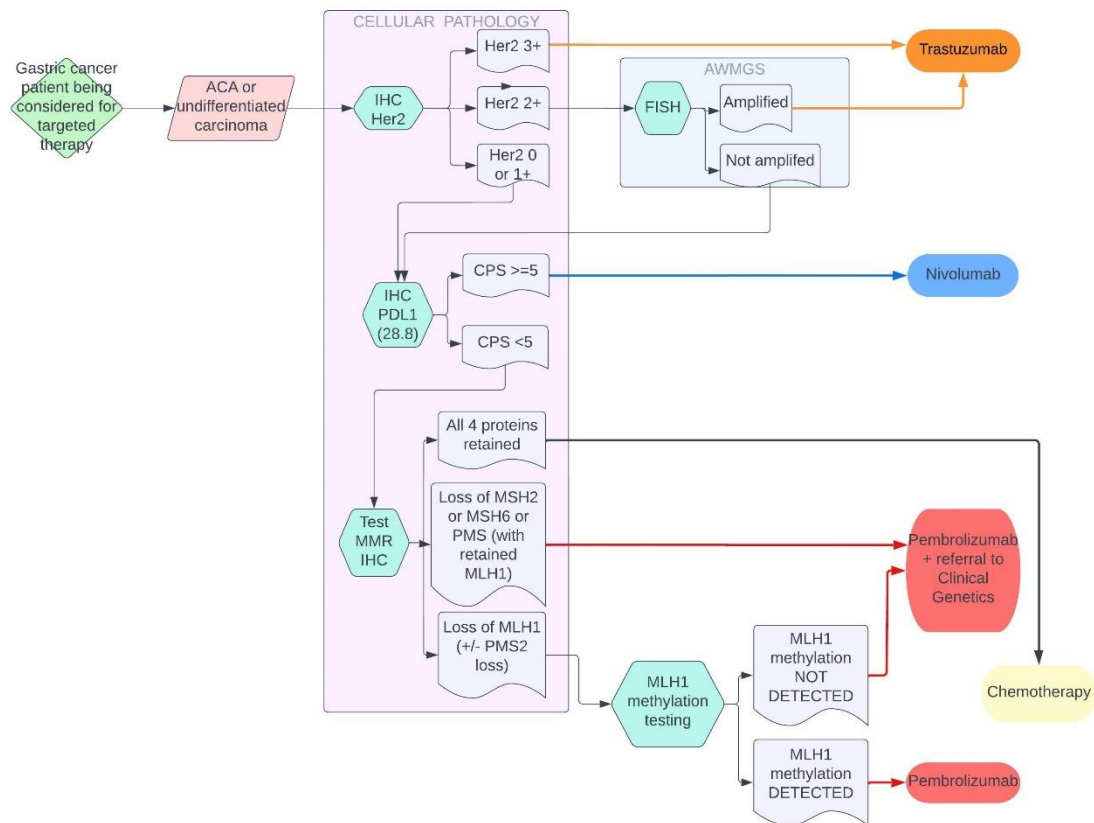 CELLULAR PATHOLOGY
Gastric cancer
patient being
considered for
targeted
therapy
ACA or
undifferentiated
carcinoma
IHC
Her2
Her2 3+
Her2 2+
Her2 0
or 1+
AWMGS
FISH
Amplified
Not amplifed
Trastuzumab
IHC
PDL1
(28.8)
CPS >=5
CPS <5
Nivolumab
Test
MMR
IHC
All 4 proteins
retained
Loss of MSH2
or MSH6 or
PMS (with
retained
MLH1)
Loss of MLH1
(+/- PMS2
loss)
MLH1
methylation
testing
MLH1
methylation
NOT
DETECTED
MLH1
methylation
DETECTED
Pembrolizumab
+ referral to
Clinical
Genetics
Chemotherapy
Pembrolizumab